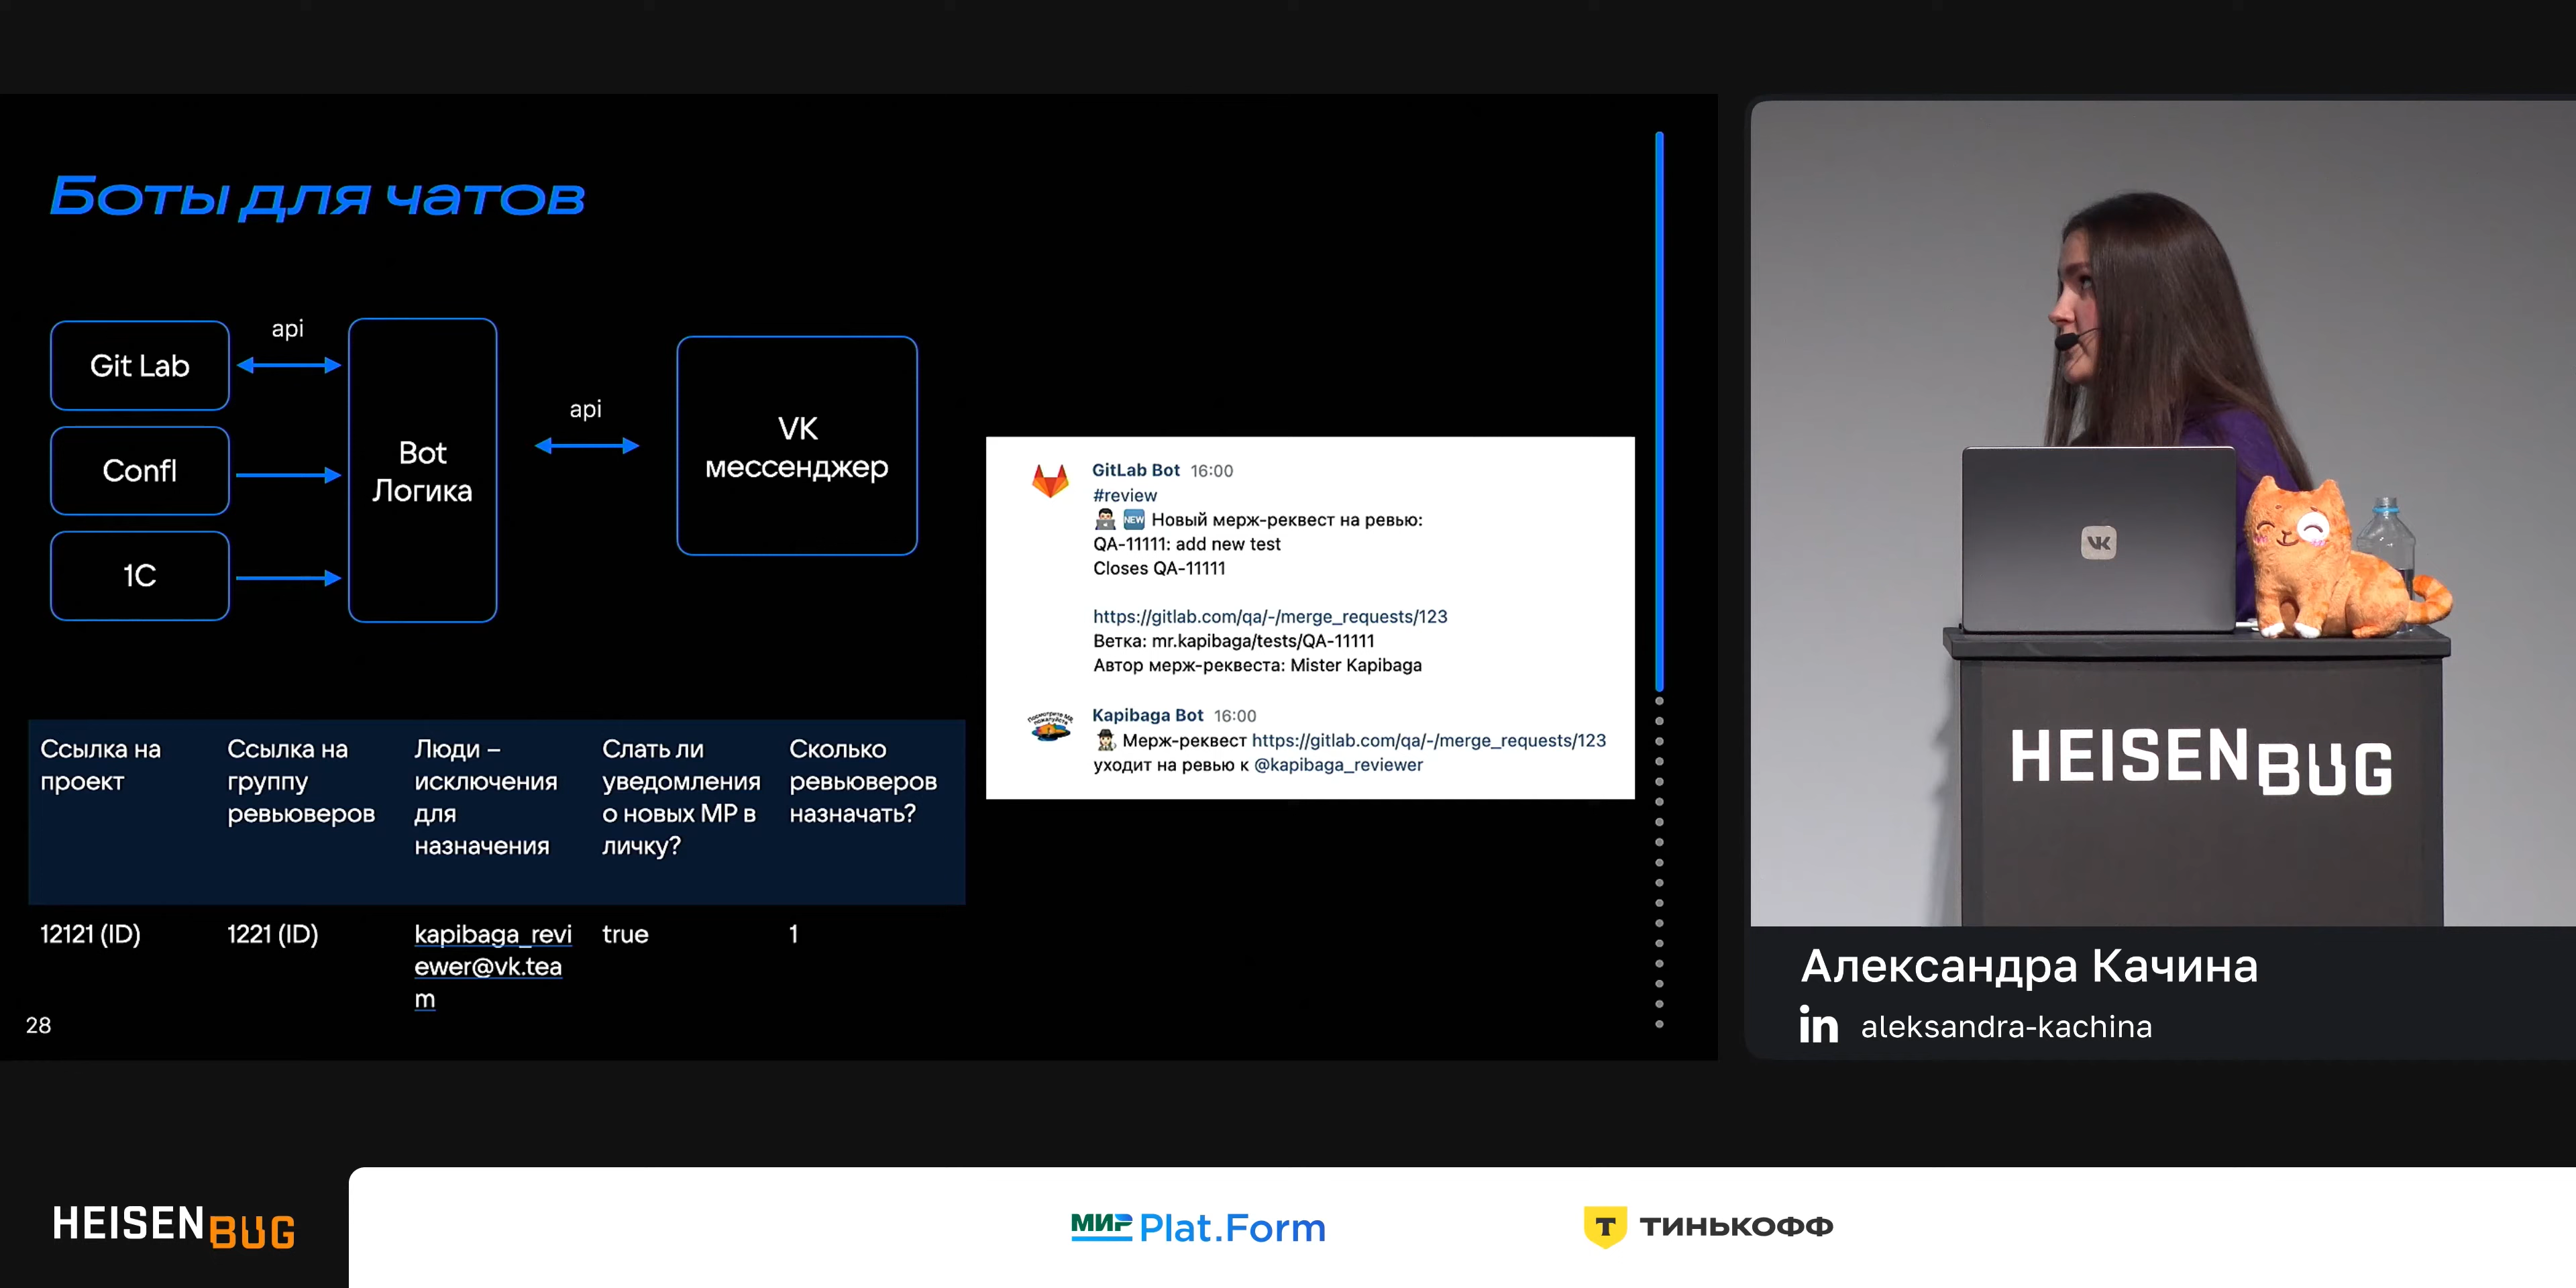 Боты для чатов
Git Lab
api
Confl
1C
Bot
Логика
api
VK
мессенджер
GitLab Bot 16:00
#review
NEW Новый мерж-реквест на ревью:
QA-11111: add new test
Closes QA-11111
https://gitlab.com/qa/-/merge_requests/123
Ветка: mr.kapibaga/tests/QA-11111
Автор мерж-реквеста: Mister Kapibaga
Посмотрите MR,
пожалуйста
Kapibaga Bot 16:00
Мерж-реквест https://gitlab.com/qa/-/merge_requests/123
уходит на ревью к @kapibaga_reviewer
Ссылка на
проект
Ссылка на
группу
ревьюверов
Люди –
исключения
для
назначения
Слать ли
уведомления
о новых МР в
личку?
Сколько
ревьюверов
назначать?
12121 (ID)
1221 (ID)
kapibaga_revi
ewer@vk.tea
m
true
1
28
VK
HEISENBUG
Александра Качина
in aleksandra-kachina
HEISENBUG
МИР Plat.Form
Т ТИНЬКОФФ